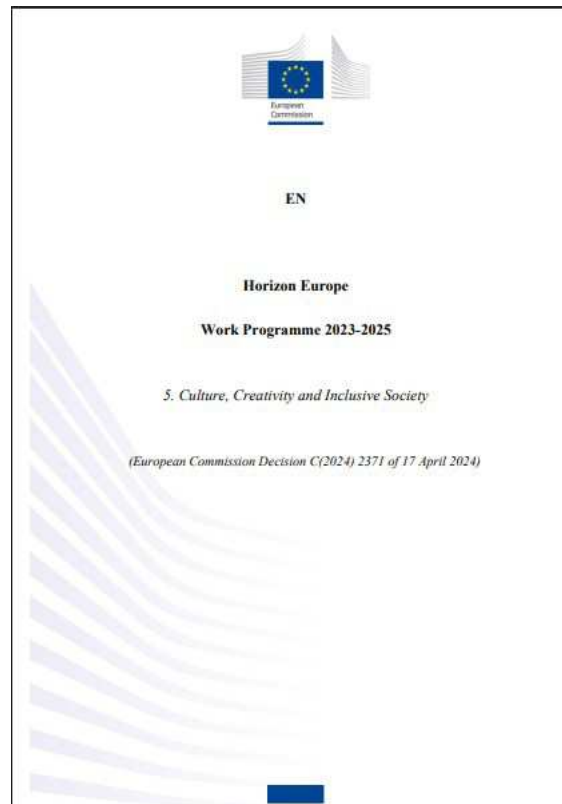 European
Commission
EN
Horizon Europe
Work Programme 2023-2025
5. Culture, Creativity and Inclusive Society
(European Commission Decision C(2024) 2371 of 17 April 2024)